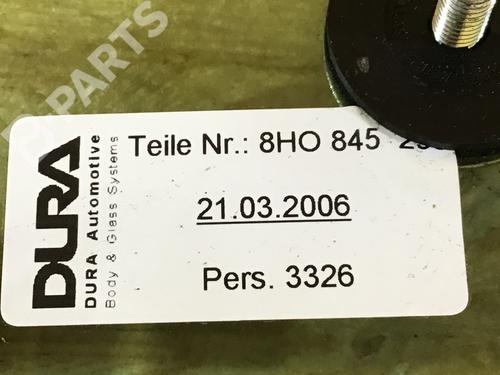 B-PARTS
DURA
DURA Automotive
Body & Glass Systems
Teile Nr.: 8HO 845
21.03.2006
Pers. 3326